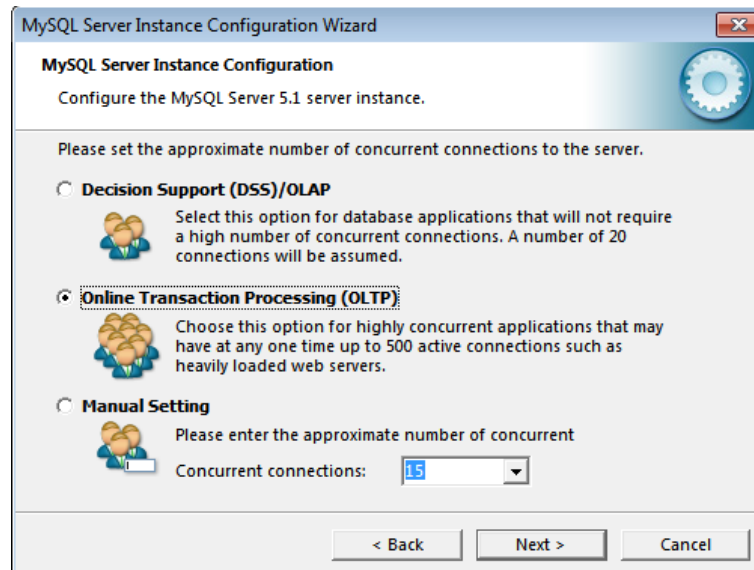 MySQL Server Instance Configuration Wizard
MySQL Server Instance Configuration
Configure the MySQL Server 5.1 server instance.
Please set the approximate number of concurrent connections to the server.
Decision Support (DSS)/OLAP
Select this option for database applications that will not require
a high number of concurrent connections. A number of 20
connections will be assumed.
Online Transaction Processing (OLTP)
Choose this option for highly concurrent applications that may
have at any one time up to 500 active connections such as
heavily loaded web servers.
Manual Setting
Please enter the approximate number of concurrent
Concurrent connections: 15
< Back Next > Cancel